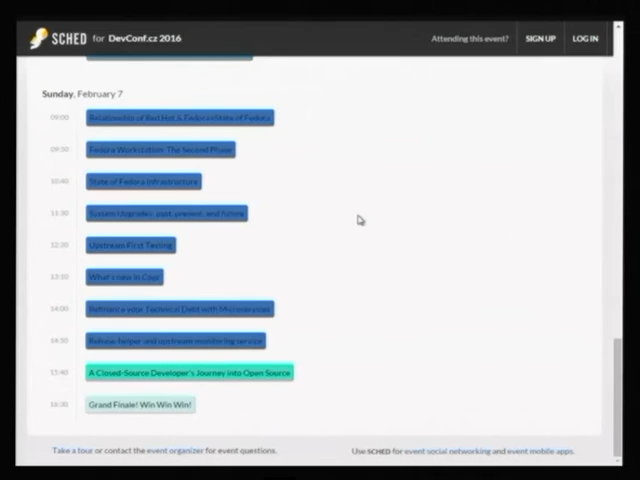 SCHED for DevConf.cz 2016 Attending this event? SIGN UP LOG IN
Sunday, February 7
09:00 Relationship of Red Hat & Fedora+State of Fedora
09:50 Fedora Workstation: The Second Phase
10:40 State of Fedora Infrastructure
11:30 System Upgrades: past, present, and future
12:20 Upstream First Testing
13:10 What's new in
14:00 Refinance your Technical Debt with Microservices
14:50 helper and upstream monitoring service
15:40 A Closed-Source Developer's Journey into Open Source
16:30 Grand Finale! Win Win Win!
Take a tour or contact the event organizer for event questions. Use SCHED for event social networking and event mobile apps.